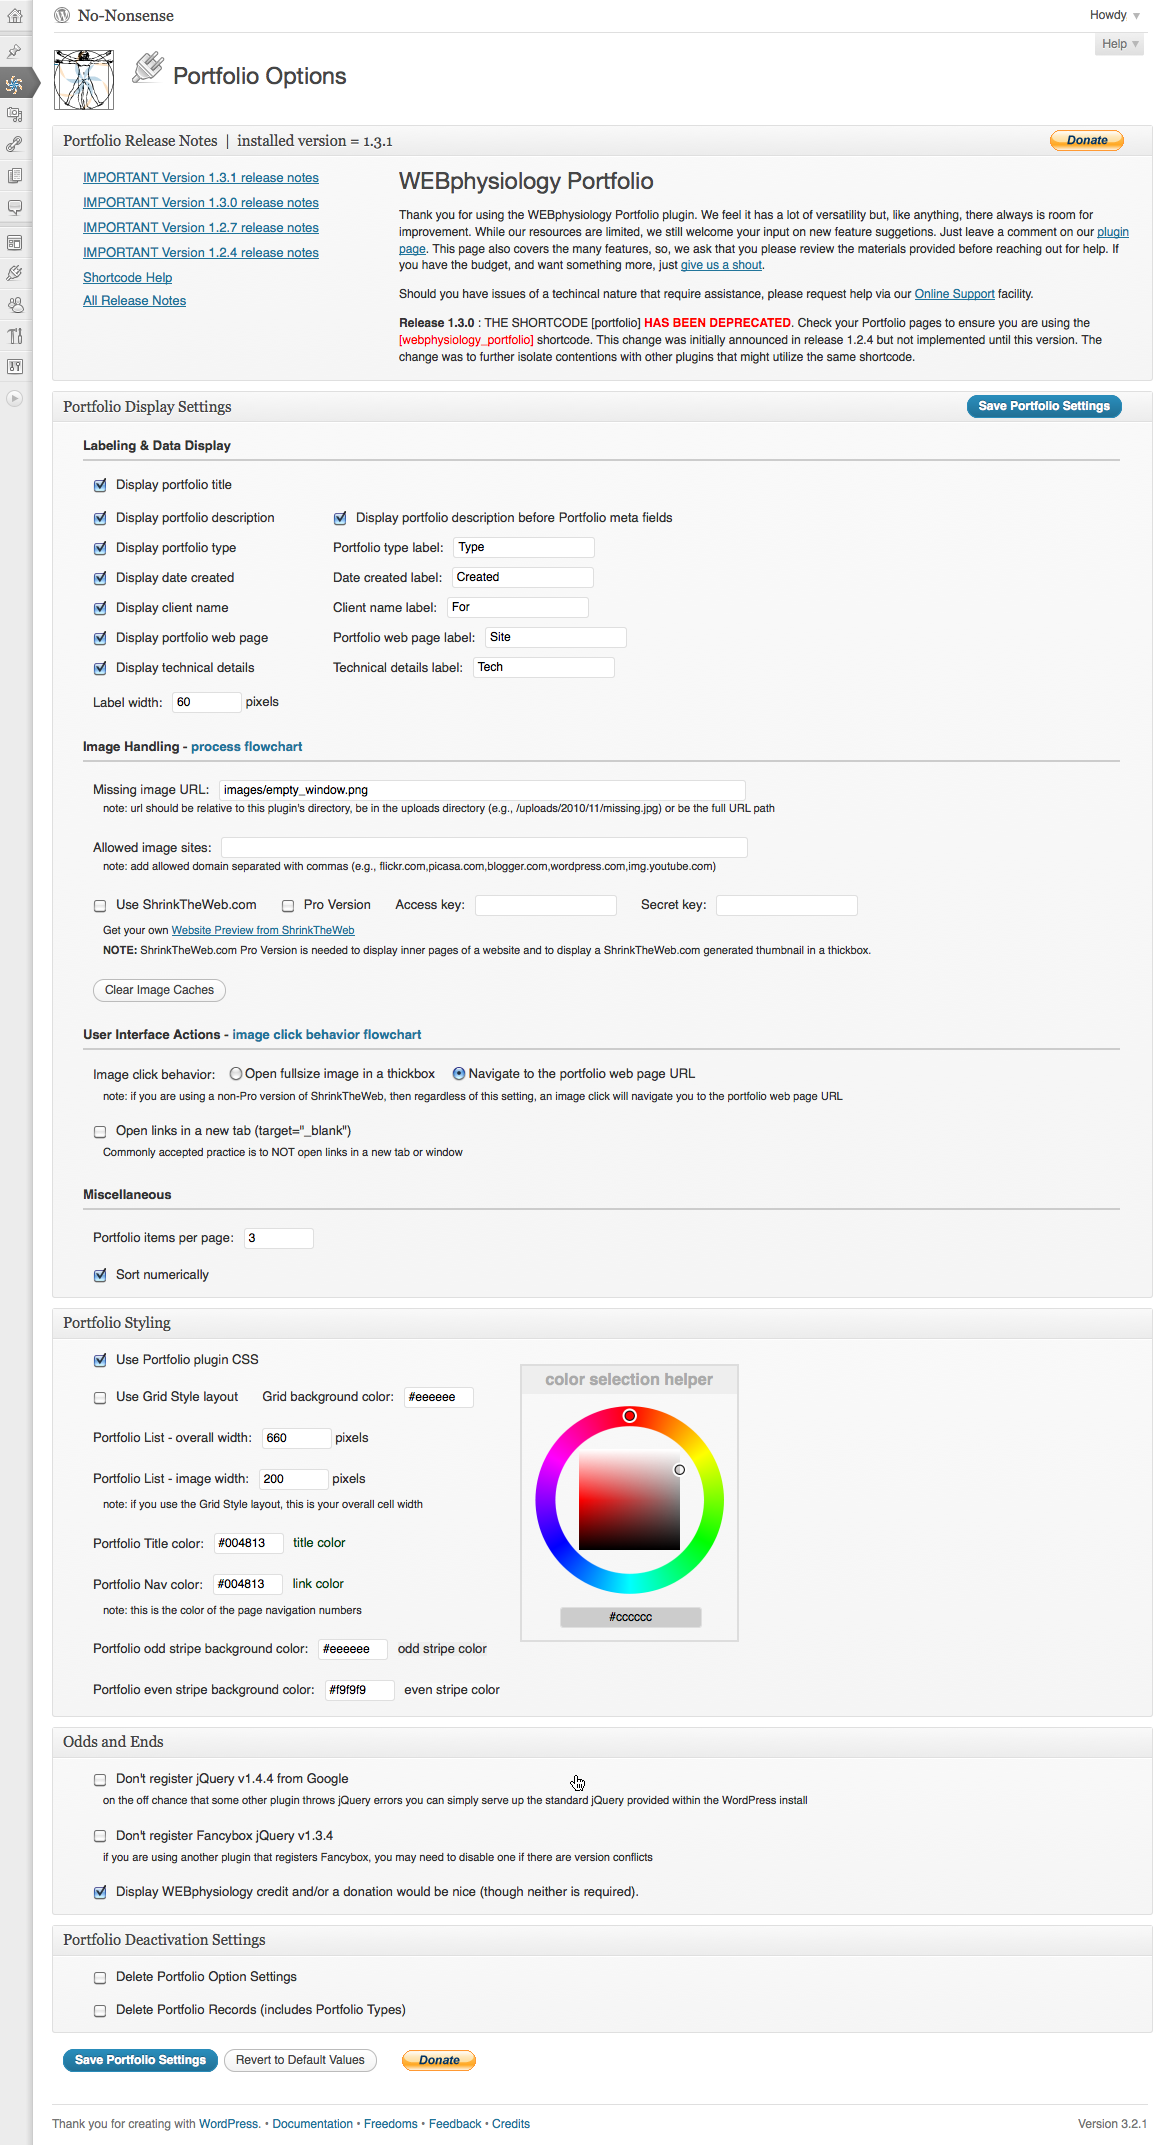 No-Nonsense
Howdy
Help
Portfolio Options
Portfolio Release Notes | installed version = 1.3.1
Donate
IMPORTANT Version 1.3.1 release notes
IMPORTANT Version 1.3.0 release notes
IMPORTANT Version 1.2.7 release notes
IMPORTANT Version 1.2.4 release notes
Shortcode Help
All Release Notes
WEBphysiology Portfolio
Thank you for using the WEBphysiology Portfolio plugin. We feel it has a lot of versatility but, like anything, there always is room for
improvement. While our resources are limited, we still welcome your input on new feature suggetions. Just leave a comment on our plugin
page. This page also covers the many features, so, we ask that you please review the materials provided before reaching out for help. If
you have the budget, and want something more, just give us a shout.
Should you have issues of a techincal nature that require assistance, please request help via our Online Support facility.
Release 1.3.0 : THE SHORTCODE [portfolio] HAS BEEN DEPRECATED. Check your Portfolio pages to ensure you are using the
[webphysiology_portfolio] shortcode. This change was initially announced in release 1.2.4 but not implemented until this version. The
change was to further isolate contentions with other plugins that might utilize the same shortcode.
Portfolio Display Settings
Save Portfolio Settings
Labeling & Data Display
Display portfolio title
Display portfolio description Display portfolio description before Portfolio meta fields
Display portfolio type Portfolio type label: Type
Display date created Date created label: Created
Display client name Client name label: For
Display portfolio web page Portfolio web page label: Site
Display technical details Technical details label: Tech
Label width: 60 pixels
Image Handling - process flowchart
Missing image URL: images/empty_window.png
note: url should be relative to this plugin's directory, be in the uploads directory (e.g., /uploads/2010/11/missing.jpg) or be the full URL path
Allowed image sites:
note: add allowed domain separated with commas (e.g., flickr.com,picasa.com,blogger.com,wordpress.com,img.youtube.com)
Use ShrinkTheWeb.com Pro Version Access key: Secret key:
Get your own Website Preview from ShrinkTheWeb
NOTE: ShrinkTheWeb.com Pro Version is needed to display inner pages of a website and to display a ShrinkTheWeb.com generated thumbnail in a thickbox.
Clear Image Caches
User Interface Actions - image click behavior flowchart
Image click behavior: Open fullsize image in a thickbox Navigate to the portfolio web page URL
note: if you are using a non-Pro version of ShrinkTheWeb, then regardless of this setting, an image click will navigate you to the portfolio web page URL
Open links in a new tab (target="_blank")
Commonly accepted practice is to NOT open links in a new tab or window
Miscellaneous
Portfolio items per page: 3
Sort numerically
Portfolio Styling
Use Portfolio plugin CSS
Use Grid Style layout Grid background color: #eeeeee
Portfolio List - overall width: 660 pixels
Portfolio List - image width: 200 pixels
note: if you use the Grid Style layout, this is your overall cell width
Portfolio Title color: #004813 title color
Portfolio Nav color: #004813 link color
note: this is the color of the page navigation numbers
Portfolio odd stripe background color: #eeeeee odd stripe color
Portfolio even stripe background color: #f9f9f9 even stripe color
color selection helper
#cccccc
Odds and Ends
Don't register jQuery v1.4.4 from Google
on the off chance that some other plugin throws jQuery errors you can simply serve up the standard jQuery provided within the WordPress install
Don't register Fancybox jQuery v1.3.4
if you are using another plugin that registers Fancybox, you may need to disable one if there are version conflicts
Display WEBphysiology credit and/or a donation would be nice (though neither is required).
Portfolio Deactivation Settings
Delete Portfolio Option Settings
Delete Portfolio Records (includes Portfolio Types)
Save Portfolio Settings Revert to Default Values Donate
Thank you for creating with WordPress. • Documentation • Freedoms • Feedback • Credits
Version 3.2.1